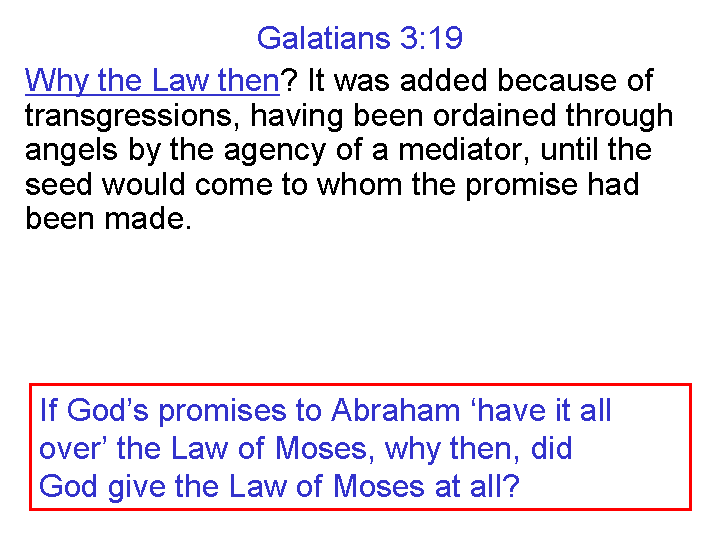 Galatians 3:19
Why the Law then? It was added because of
transgressions, having been ordained through
angels by the agency of a mediator, until the
seed would come to whom the promise had
been made.
If God’s promises to Abraham ‘have it all
over’ the Law of Moses, why then, did
God give the Law of Moses at all?